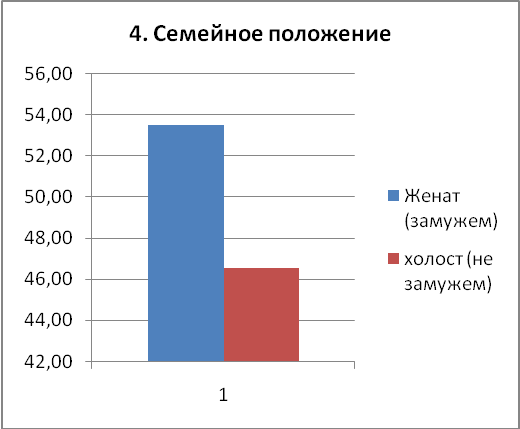 4. Семейное положение
56,00
54,00
52,00
50,00
48,00
46,00
44,00
42,00
1
Женат
(замужем)
холост (не
замужем)